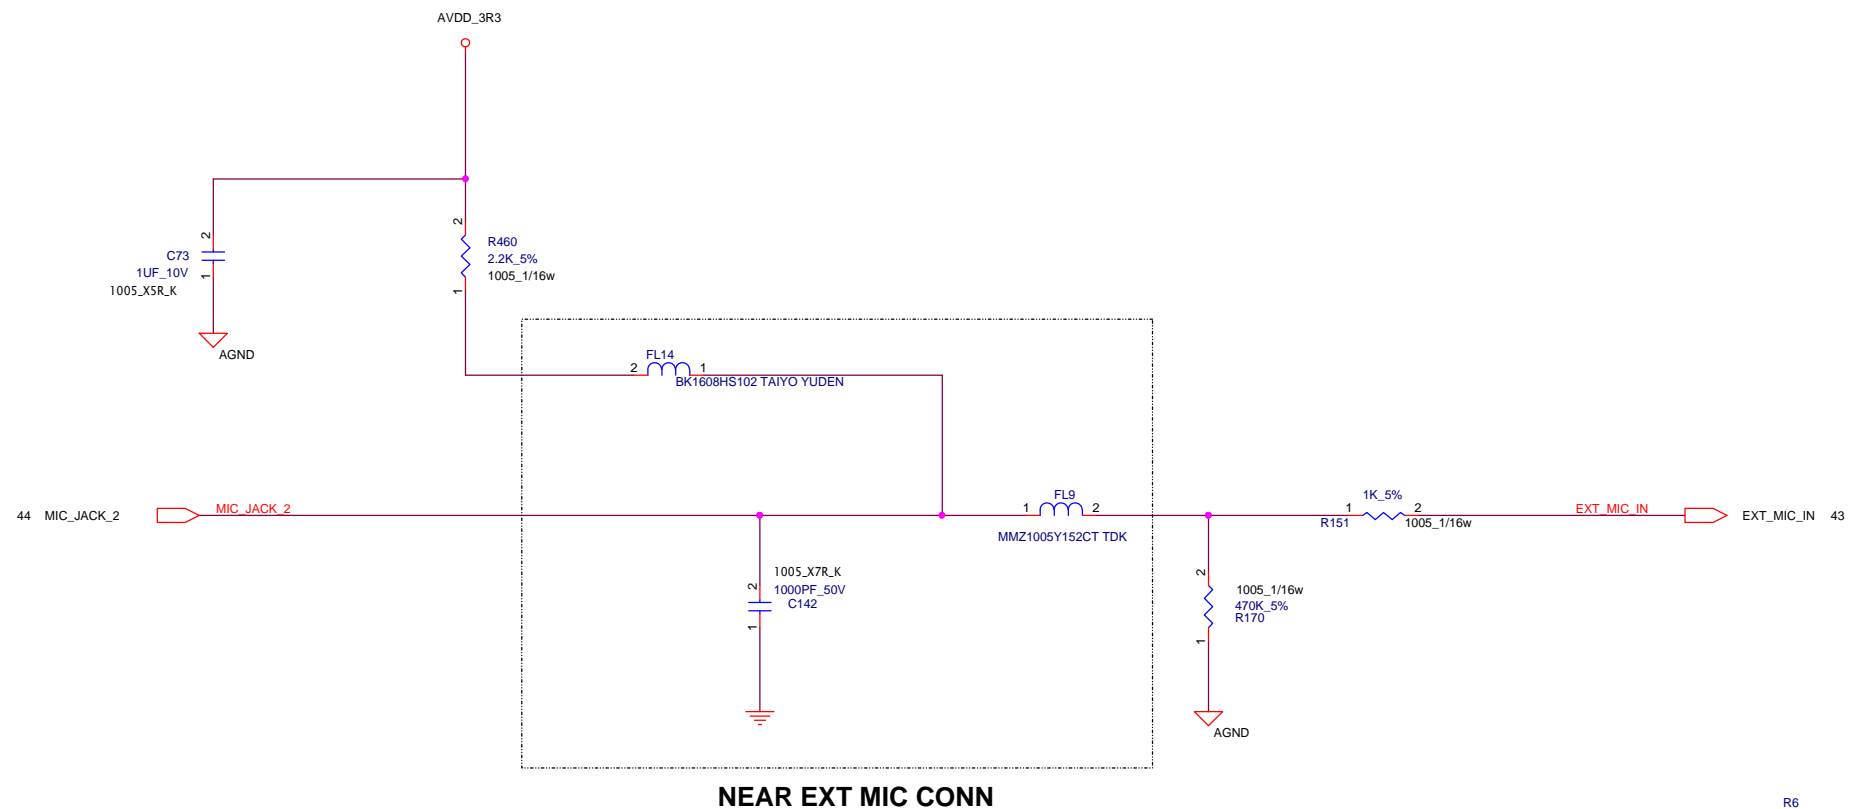 AVDD_3R3
2
C73
1UF_10V
1
1005_X5R_K
AGND
2
R460
2.2K_5%
1005_1/16w
1
FL14
2
1
BK1608HS102 TAIYO YUDEN
44 MIC_JACK_2
MIC_JACK_2
1
FL9
2
MMZ1005Y152CT TDK
1K_5%
1
2
R151
1005_1/16w
EXT_MIC_IN
EXT_MIC_IN 43
1005_X7R_K
2
1000PF_50V
C142
1
2
1005_1/16w
470K_5%
R170
1
AGND
NEAR EXT MIC CONN
R6